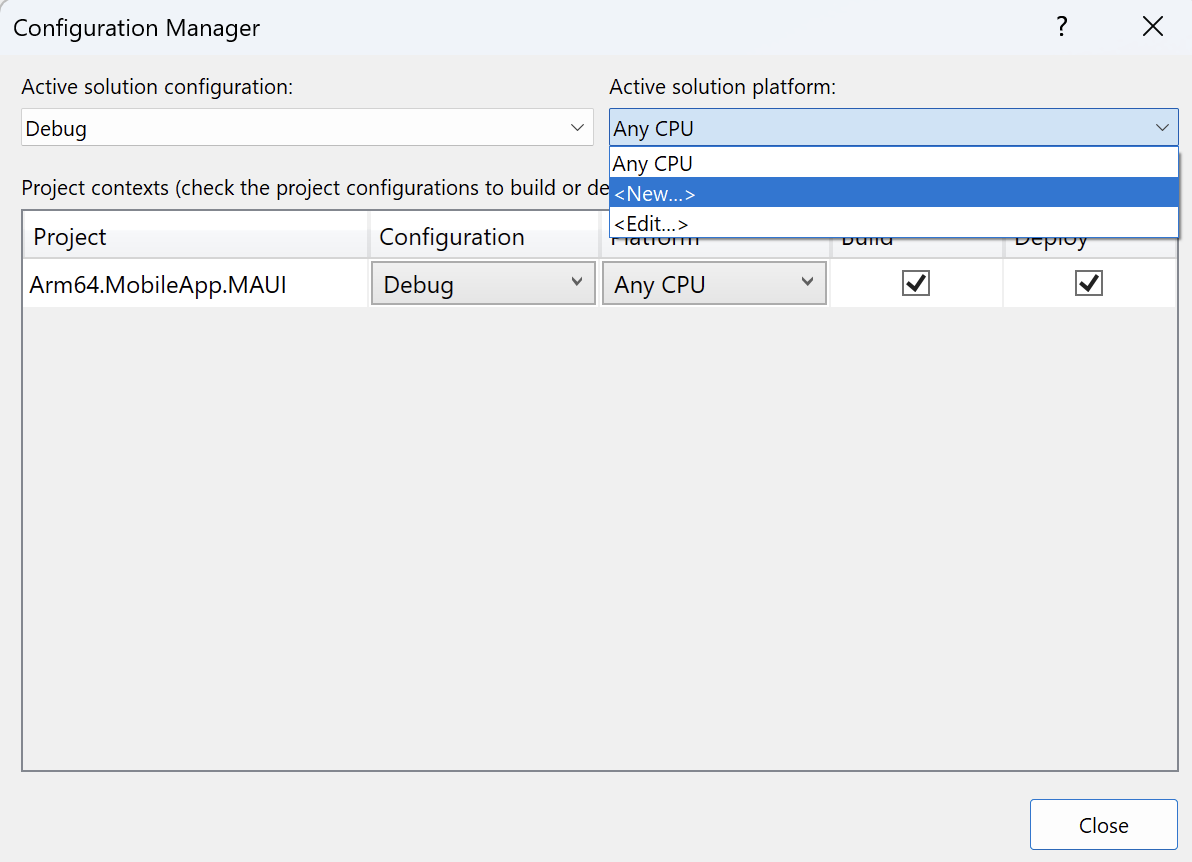 Configuration Manager ?
Active solution configuration: Active solution platform:
Debug Any CPU
Any CPU
<New...>
<Edit...>
Project contexts (check the project configurations to build or de
Project Configuration Platform Build Deploy
Arm64.MobileApp.MAUI Debug Any CPU
Close